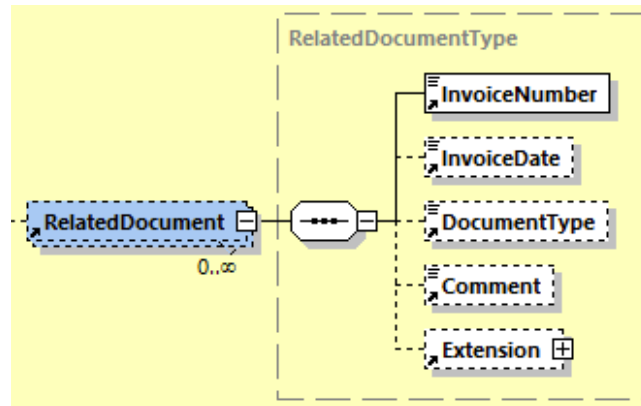 RelatedDocumentType
InvoiceNumber
InvoiceDate
RelatedDocument
DocumentType
0..∞
Comment
Extension